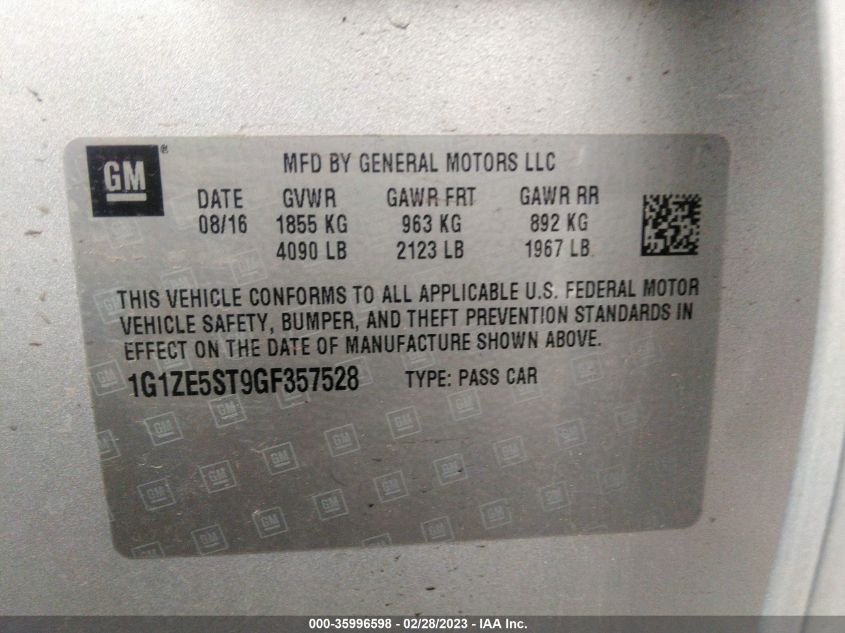 GM ®
MFD BY GENERAL MOTORS LLC
DATE GVWR GAWR FRT GAWR RR
08/16 1855 KG 963 KG 892 KG
4090 LB 2123 LB 1967 LB
THIS VEHICLE CONFORMS TO ALL APPLICABLE U.S. FEDERAL MOTOR
VEHICLE SAFETY, BUMPER, AND THEFT PREVENTION STANDARDS IN
EFFECT ON THE DATE OF MANUFACTURE SHOWN ABOVE.
1G1ZE5ST9GF357528 TYPE: PASS CAR
000-35996598 - 02/28/2023 - IAA Inc.